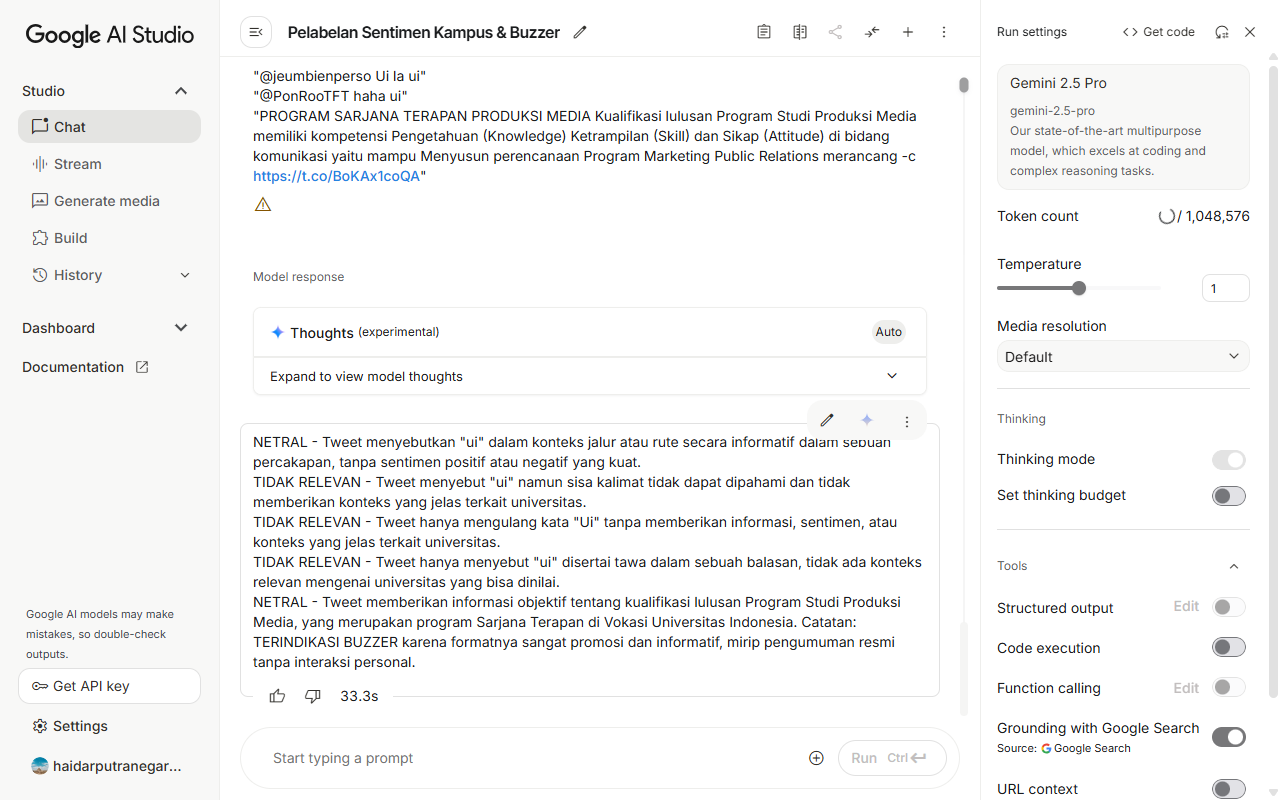 Google AI Studio
Studio
Chat
Stream
Generate media
Build
History
Dashboard
Documentation
Google AI models may make
mistakes, so double-check
outputs.
Get API key
Settings
haidarputranegar...
Pelabelan Sentimen Kampus & Buzzer
"@jeumbienperso Ui la ui"
"@PonRooTFT haha ui"
"PROGRAM SARJANA TERAPAN PRODUKSI MEDIA Kualifikasi lulusan Program Studi Produksi Media
memiliki kompetensi Pengetahuan (Knowledge) Ketrampilan (Skill) dan Sikap (Attitude) di bidang
komunikasi yaitu mampu Menyusun perencanaan Program Marketing Public Relations merancang -c
https://t.co/BoKAx1coQA"
Model response
Thoughts (experimental)
Auto
Expand to view model thoughts
NETRAL - Tweet menyebutkan "ui" dalam konteks jalur atau rute secara informatif dalam sebuah
percakapan, tanpa sentimen positif atau negatif yang kuat.
TIDAK RELEVAN - Tweet menyebut "ui" namun sisa kalimat tidak dapat dipahami dan tidak
memberikan konteks yang jelas terkait universitas.
TIDAK RELEVAN - Tweet hanya mengulang kata "Ui" tanpa memberikan informasi, sentimen, atau
konteks yang jelas terkait universitas.
TIDAK RELEVAN - Tweet hanya menyebut "ui" disertai tawa dalam sebuah balasan, tidak ada konteks
relevan mengenai universitas yang bisa dinilai.
NETRAL - Tweet memberikan informasi objektif tentang kualifikasi lulusan Program Studi Produksi
Media, yang merupakan program Sarjana Terapan di Vokasi Universitas Indonesia. Catatan:
TERINDIKASI BUZZER karena formatnya sangat promosi dan informatif, mirip pengumuman resmi
tanpa interaksi personal.
33.3s
Start typing a prompt
Run Ctrl
Run settings
Get code
Gemini 2.5 Pro
gemini-2.5-pro
Our state-of-the-art multipurpose
model, which excels at coding and
complex reasoning tasks.
Token count
/ 1,048,576
Temperature
1
Media resolution
Default
Thinking
Thinking mode
Set thinking budget
Tools
Structured output
Edit
Code execution
Function calling
Edit
Grounding with Google Search
Source: Google Search
URL context